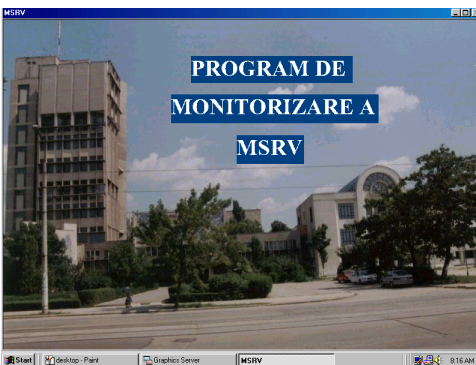 MSRV
PROGRAM DE
MONITORIZARE A
MSRV
Start
desktop - Paint
Graphics Server
MSRV
8:16 AM